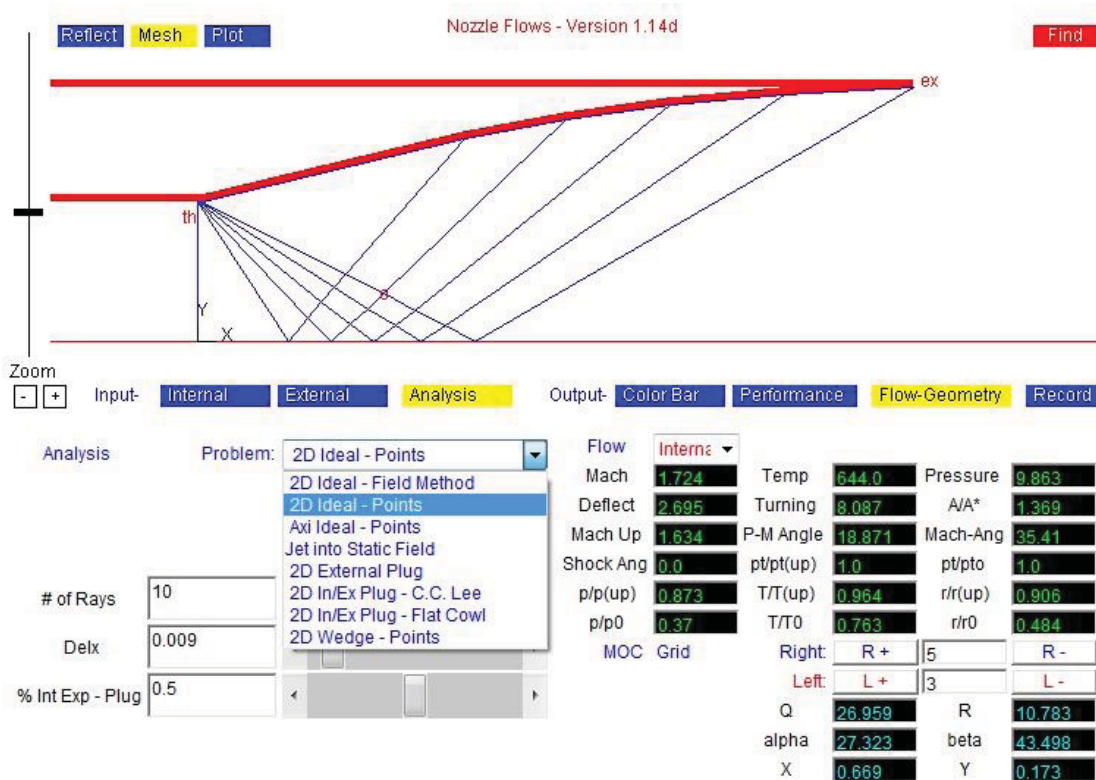 Nozzle Flows - Version 1.14d
Reflect Mesh Plot Find
ex
th
a
Y
X
Zoom
- + Input- Internal External Analysis Output- Color Bar Performance Flow-Geometry Record
Analysis Problem: 2D Ideal - Points
2D Ideal - Field Method
2D Ideal - Points
Axi Ideal - Points
Jet into Static Field
2D External Plug
2D In/Ex Plug - C.C. Lee
2D In/Ex Plug - Flat Cowl
2D Wedge - Points
# of Rays 10
Delx 0.009
% Int Exp - Plug 0.5
Flow Interna
Mach 1.724 Temp 644.0 Pressure 9.863
Deflect 2.695 Turning 8.087 A/A* 1.369
Mach Up 1.634 P-M Angle 18.871 Mach-Ang 35.41
Shock Ang 0.0 pt/pt(up) 1.0 pt/pto 1.0
p/p(up) 0.873 T/T(up) 0.964 r/r(up) 0.906
p/p0 0.37 T/T0 0.763 r/r0 0.484
MOC Grid Right: R + 5 R -
Left: L + 3 L -
Q 26.959 R 10.783
alpha 27.323 beta 43.498
X 0.669 Y 0.173